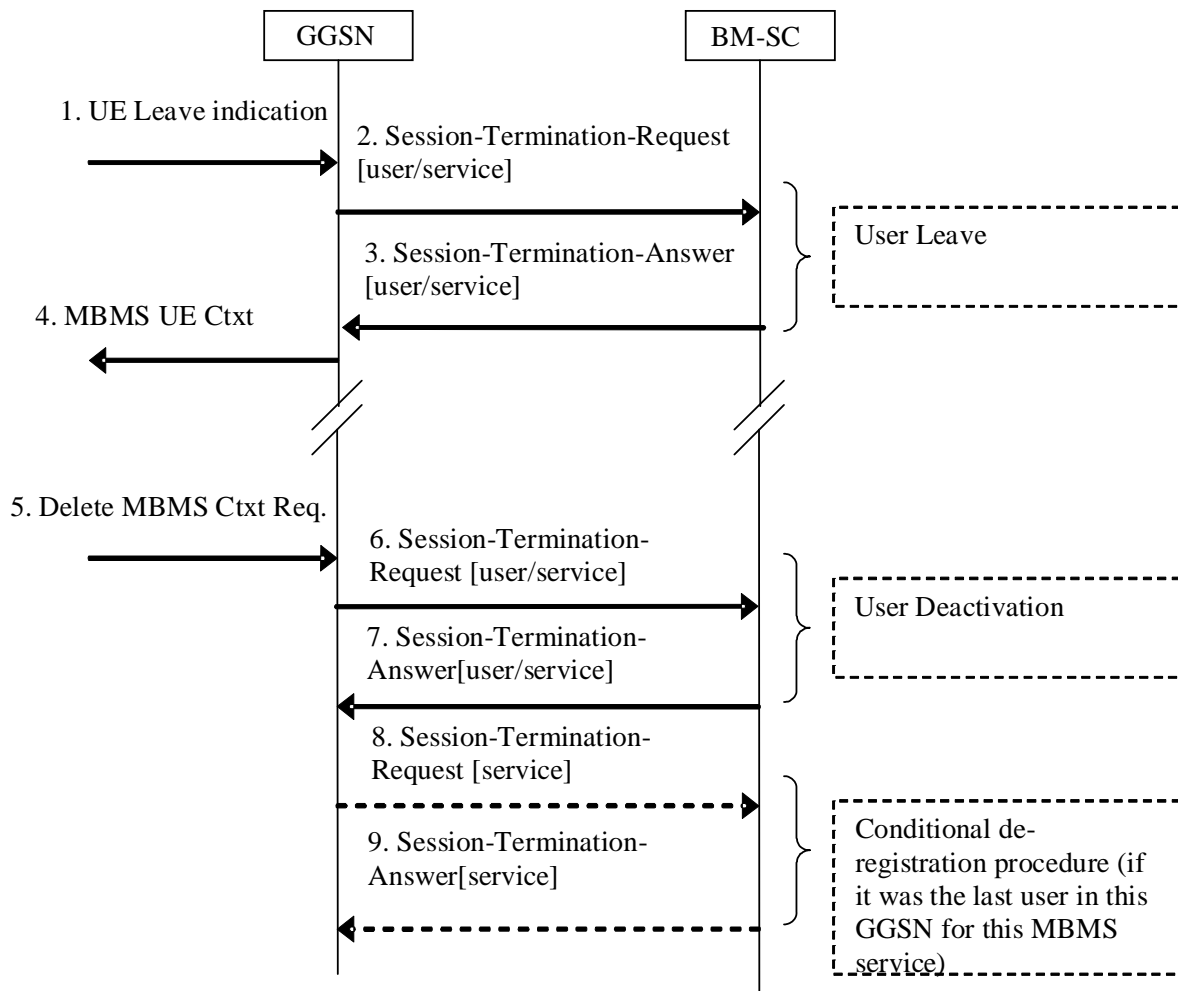 GGSN
BM-SC
1. UE Leave indication
2. Session-Termination-Request
[user/service]
3. Session-Termination-Answer
[user/service]
User Leave
4. MBMS UE Ctxt
5. Delete MBMS Ctxt Req.
6. Session-Termination-
Request [user/service]
7. Session-Termination-
Answer[user/service]
User Deactivation
8. Session-Termination-
Request [service]
9. Session-Termination-
Answer[service]
Conditional de-
registration procedure (if
it was the last user in this
GGSN for this MBMS
service)